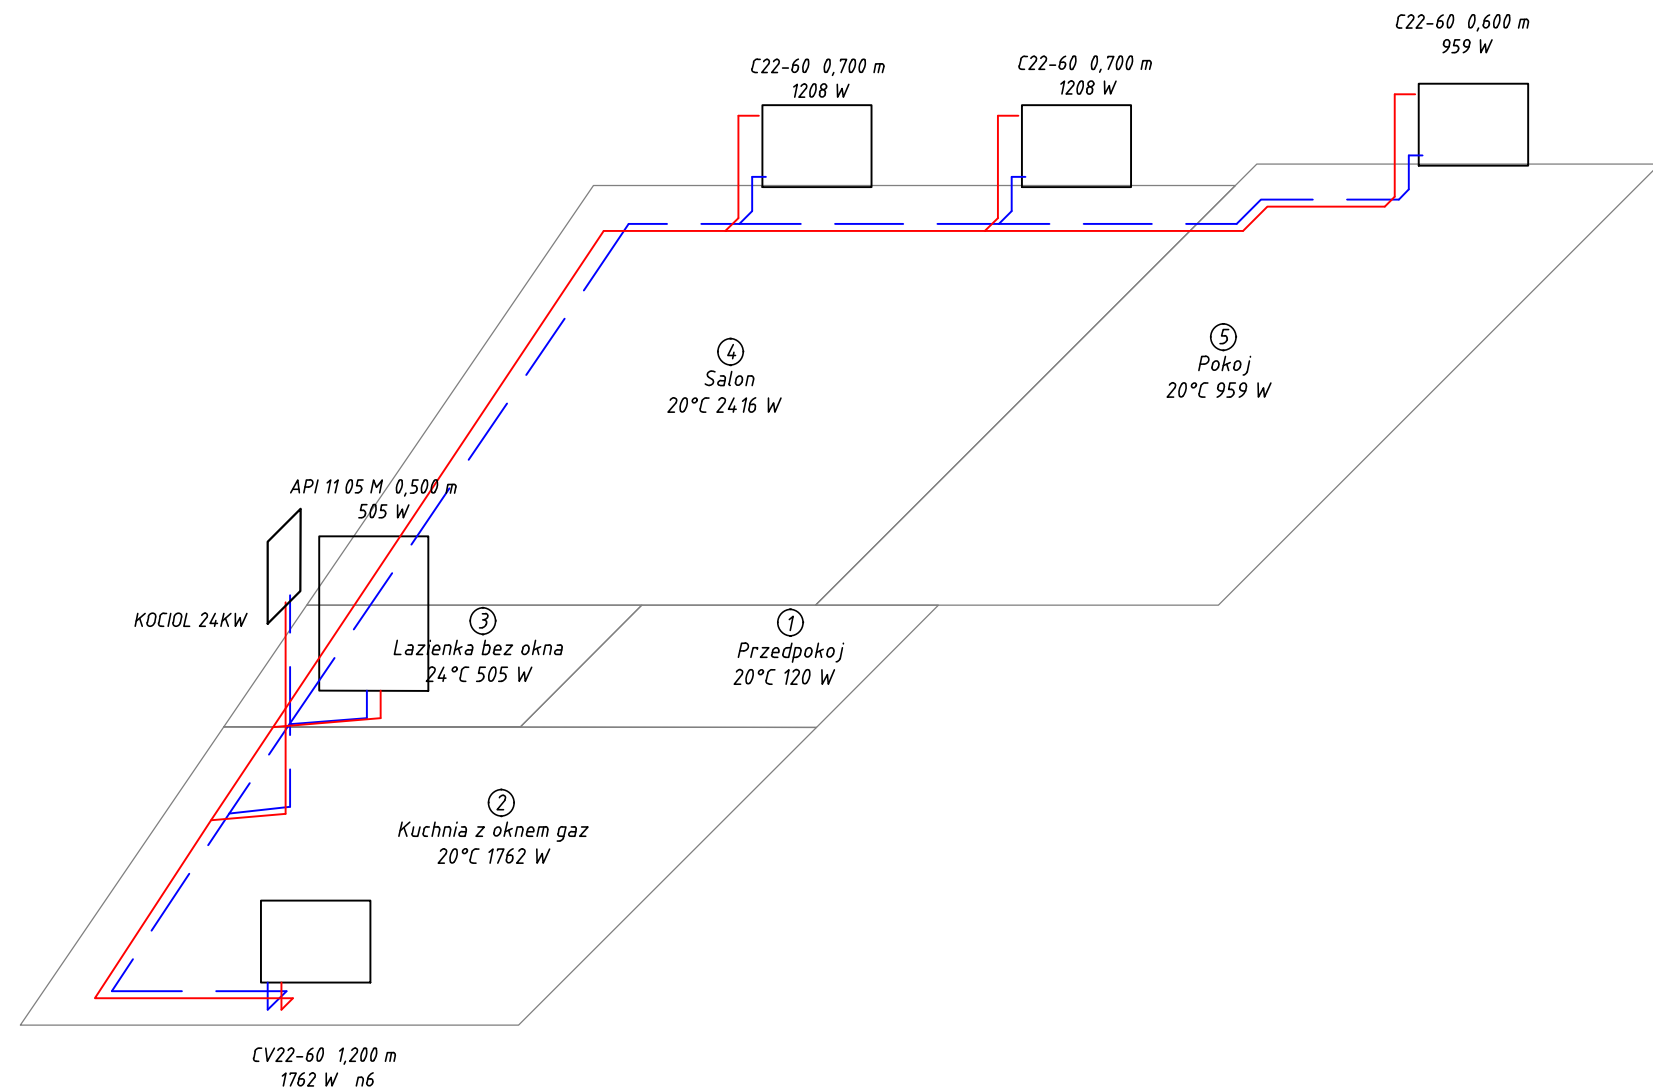 C22-60 0,600 m
959 W
C22-60 0,700 m
1208 W
C22-60 0,700 m
1208 W
4
Salon
20°C 2416 W
5
Pokoj
20°C 959 W
API 11 05 M 0,500 m
505 W
KOCIOL 24KW
3
Lazienka bez okna
24°C 505 W
1
Przedpokoj
20°C 120 W
2
Kuchnia z oknem gaz
20°C 1762 W
CV22-60 1,200 m
1762 W n6